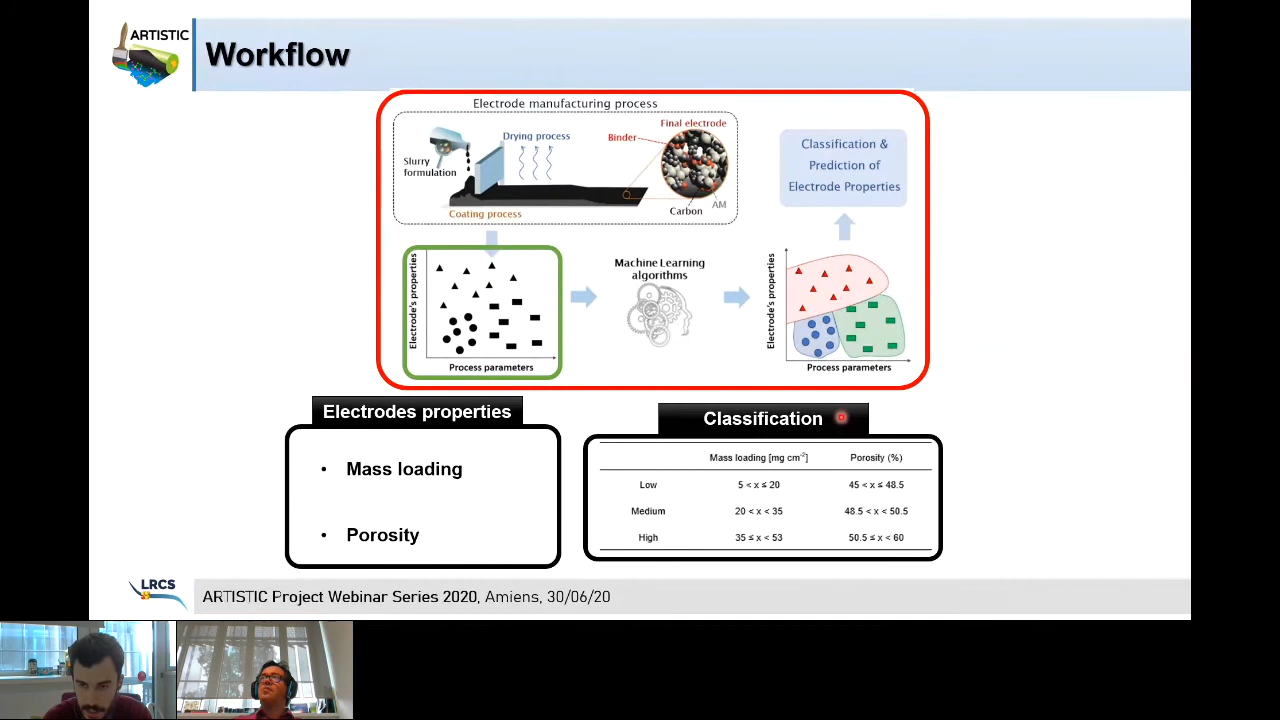 ARTISTIC
Workflow
Electrode manufacturing process
Slurry
formulation
Drying process
Coating process
Final electrode
Binder
Carbon
AM
Classification &
Prediction of
Electrode Properties
Electrode's properties
Process parameters
Machine Learning
algorithms
Electrode's properties
Process parameters
Electrodes properties
• Mass loading
• Porosity
Classification
Mass loading [mg cm⁻²] Porosity (%)
Low 5 < x ≤ 20 45 < x ≤ 48.5
Medium 20 < x < 35 48.5 < x < 50.5
High 35 ≤ x < 53 50.5 ≤ x < 60
LRCS
ARTISTIC Project Webinar Series 2020, Amiens, 30/06/20